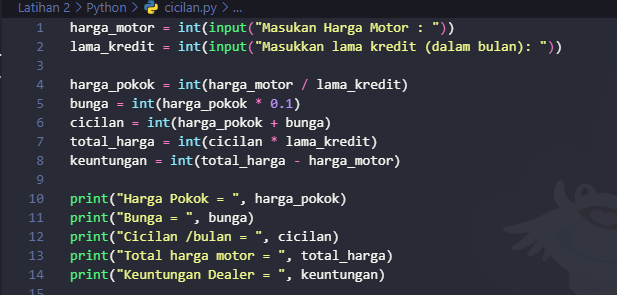 Latihan 2 > Python > cicilan.py > ...
1 harga_motor = int(input("Masukan Harga Motor : "))
2 lama_kredit = int(input("Masukkan lama kredit (dalam bulan): "))
3
4 harga_pokok = int(harga_motor / lama_kredit)
5 bunga = int(harga_pokok * 0.1)
6 cicilan = int(harga_pokok + bunga)
7 total_harga = int(cicilan * lama_kredit)
8 keuntungan = int(total_harga - harga_motor)
9
10 print("Harga Pokok = ", harga_pokok)
11 print("Bunga = ", bunga)
12 print("Cicilan /bulan = ", cicilan)
13 print("Total harga motor = ", total_harga)
14 print("Keuntungan Dealer = ", keuntungan)
15